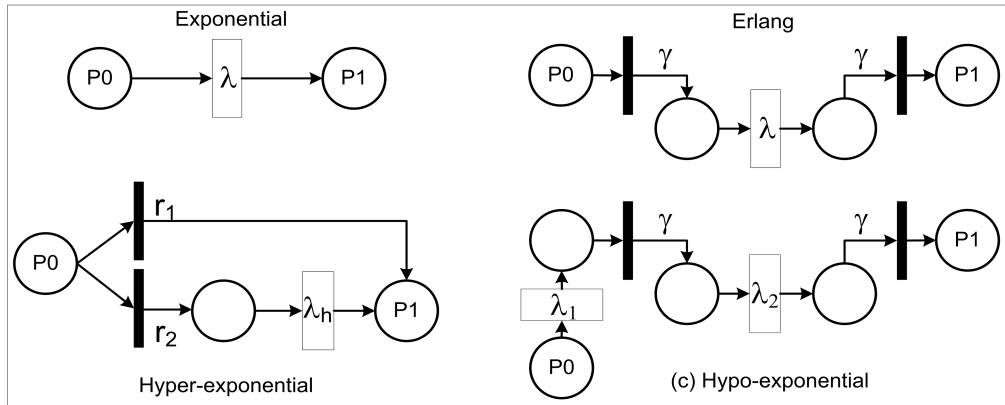 Exponential
P0 λ P1
Erlang
P0 γ λ γ P1
r₁
P0
r₂ λₕ P1
Hyper-exponential
γ γ P1
λ₂
λ₁
P0
(c) Hypo-exponential